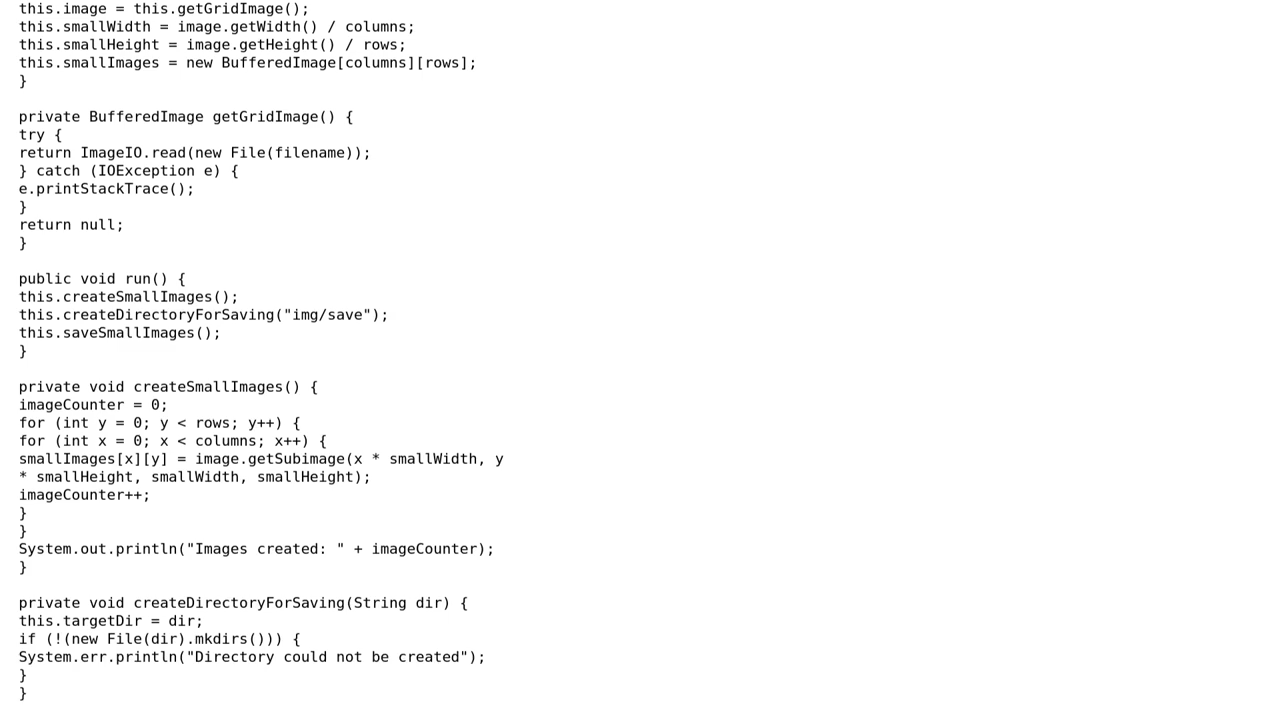 this.image = this.getGridImage();
this.smallWidth = image.getWidth() / columns;
this.smallHeight = image.getHeight() / rows;
this.smallImages = new BufferedImage[columns][rows];
}

private BufferedImage getGridImage() {
try {
return ImageIO.read(new File(filename));
} catch (IOException e) {
e.printStackTrace();
}
return null;
}

public void run() {
this.createSmallImages();
this.createDirectoryForSaving("img/save");
this.saveSmallImages();
}

private void createSmallImages() {
imageCounter = 0;
for (int y = 0; y < rows; y++) {
for (int x = 0; x < columns; x++) {
smallImages[x][y] = image.getSubimage(x * smallWidth, y
* smallHeight, smallWidth, smallHeight);
imageCounter++;
}
}
System.out.println("Images created: " + imageCounter);
}

private void createDirectoryForSaving(String dir) {
this.targetDir = dir;
if (!(new File(dir).mkdirs())) {
System.err.println("Directory could not be created");
}
}